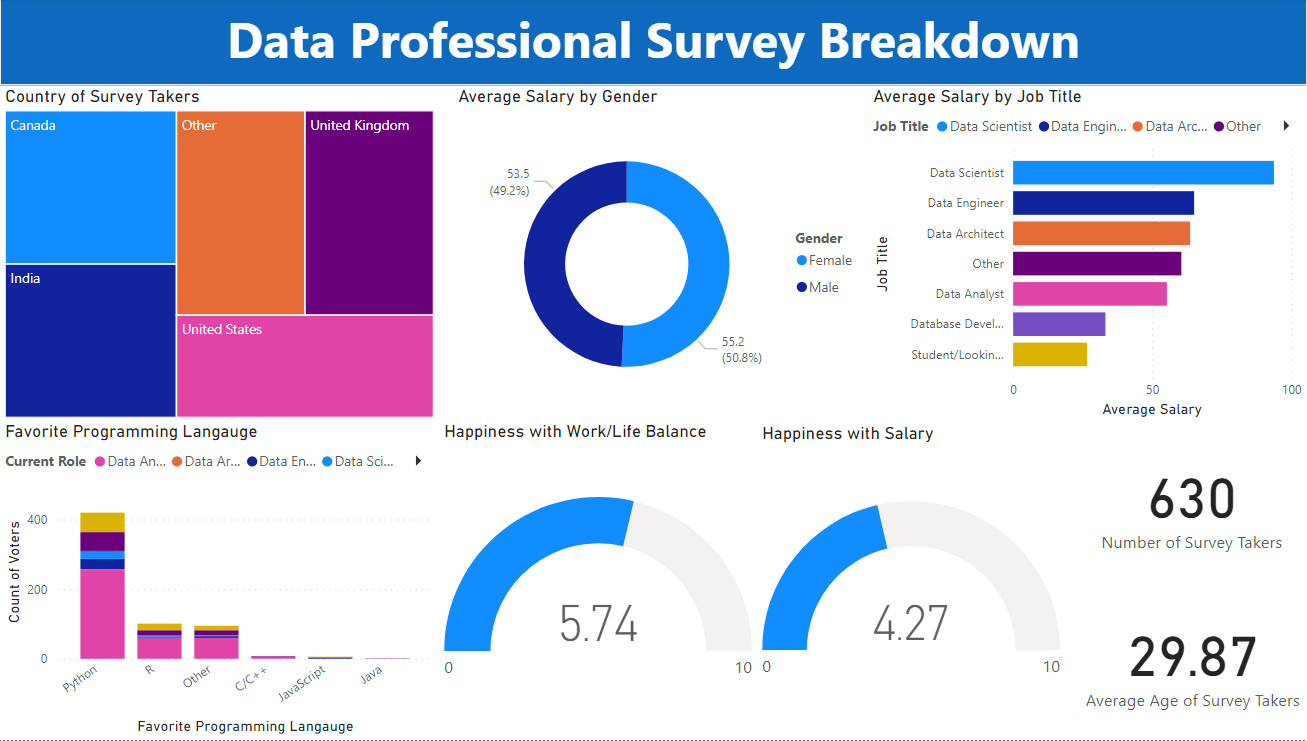 Data Professional Survey Breakdown
Country of Survey Takers
Canada
Other
United Kingdom
India
United States
Average Salary by Gender
53.5
(49.2%)
55.2
(50.8%)
Gender
Female
Male
Average Salary by Job Title
Job Title Data Scientist Data Engin... Data Arc... Other
Job Title
Data Scientist
Data Engineer
Data Architect
Other
Data Analyst
Database Devel...
Student/Lookin...
0 50 100
Average Salary
Favorite Programming Langauge
Current Role Data An... Data Ar... Data En... Data Sci...
Count of Voters
400
200
0
Python R Other C/C++ JavaScript Java
Favorite Programming Langauge
Happiness with Work/Life Balance
5.74
0 10
Happiness with Salary
4.27
0 10
630
Number of Survey Takers
29.87
Average Age of Survey Takers